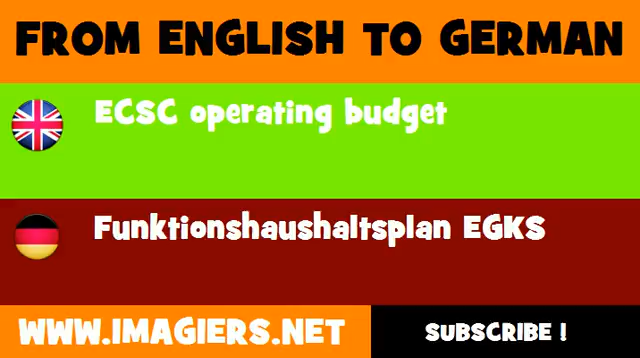 FROM ENGLISH TO GERMAN
ECSC operating budget
Funktionshaushaltsplan EGKS
WWW.IMAGIERS.NET
SUBSCRIBE !